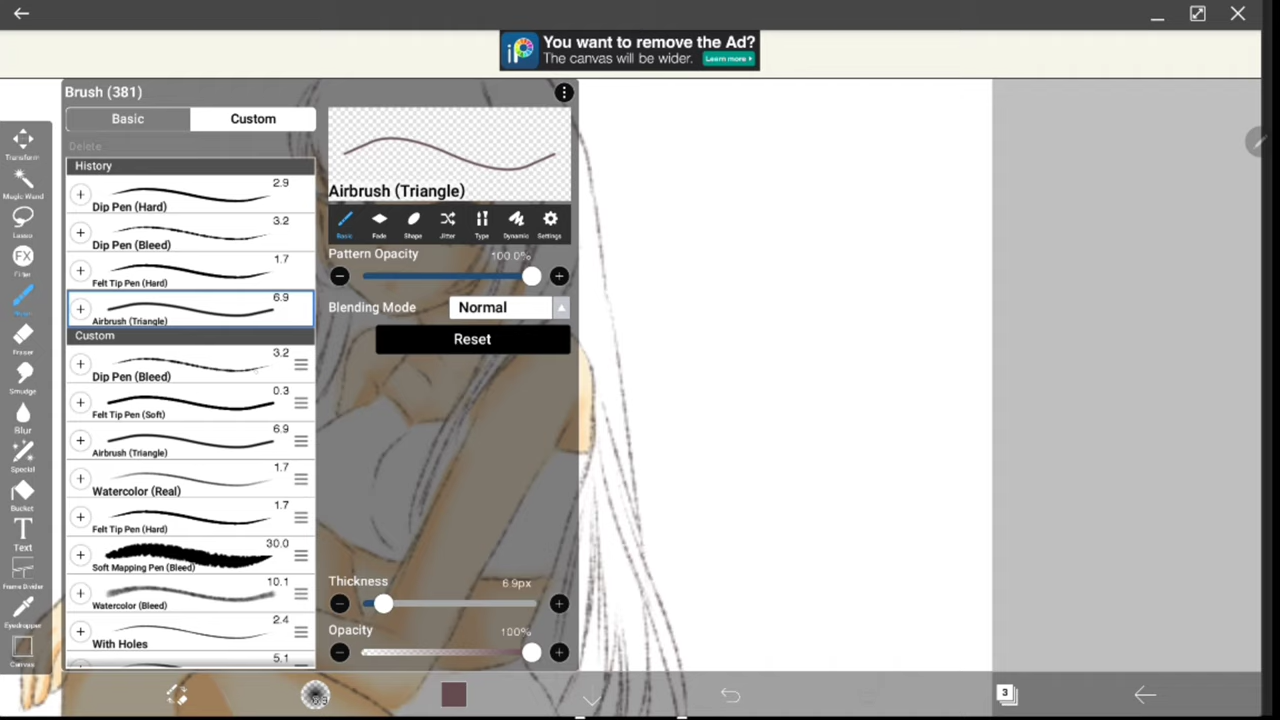 You want to remove the Ad?
The canvas will be wider.
Learn more
Brush (381)
Basic
Custom
Delete
History
2.9
Dip Pen (Hard)
3.2
Dip Pen (Bleed)
1.7
Felt Tip Pen (Hard)
6.9
Airbrush (Triangle)
Custom
3.2
Dip Pen (Bleed)
0.3
Felt Tip Pen (Soft)
6.9
Airbrush (Triangle)
1.7
Watercolor (Real)
1.7
Felt Tip Pen (Hard)
30.0
Soft Mapping Pen (Bleed)
10.1
Watercolor (Bleed)
2.4
With Holes
5.1
Airbrush (Triangle)
Basic
Fade
Shape
Jitter
Type
Dynamic
Settings
Pattern Opacity
100.0%
Blending Mode
Normal
Reset
Thickness
6.9px
Opacity
100%
Transform
Magic Wand
Lasso
FX
Filter
Eraser
Smudge
Blur
Special
Bucket
Text
Frame Divider
Eyedropper
Canvas
3